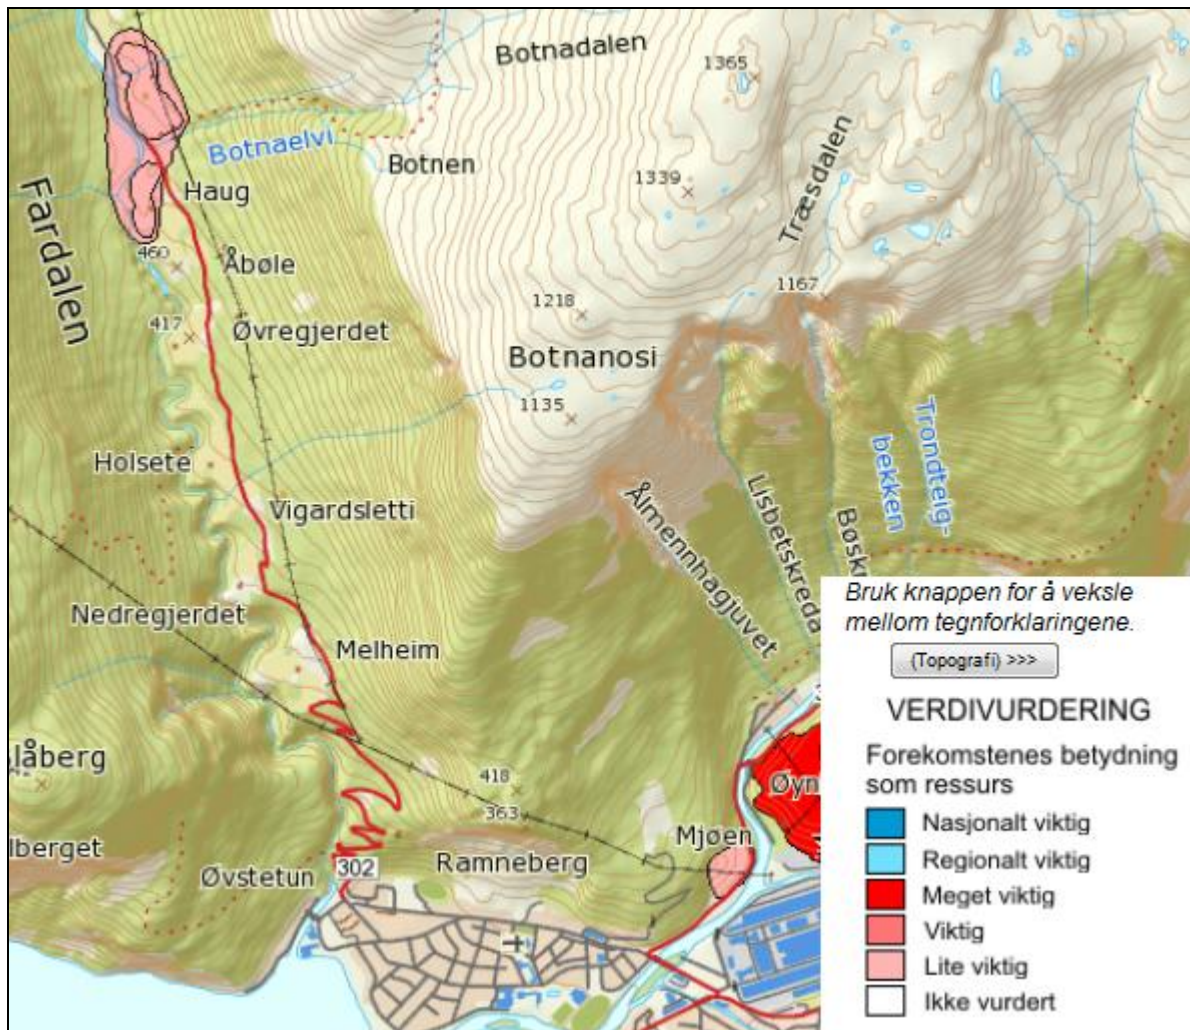 Botnadalen
1365
Botnaelvi
Botnen
Træsdalen
Fardalen
Haug
1339
460
Åbøle
1167
1218
417
Øvregjerdet
Botnanosi
1135
Holsete
Trondteig-
bekken
Vigardsletti
Ålmennhagjuvet
Lisbetskreda
Nedregjerdet
Melheim
418
363
Mjøen
Ramneberg
302
Øvstetun
Bruk knappen for å veksle
mellom tegnforklaringene.
(Topografi) >>>
VERDIVURDERING
Forekomstenes betydning
som ressurs
Nasjonalt viktig
Regionalt viktig
Meget viktig
Viktig
Lite viktig
Ikke vurdert